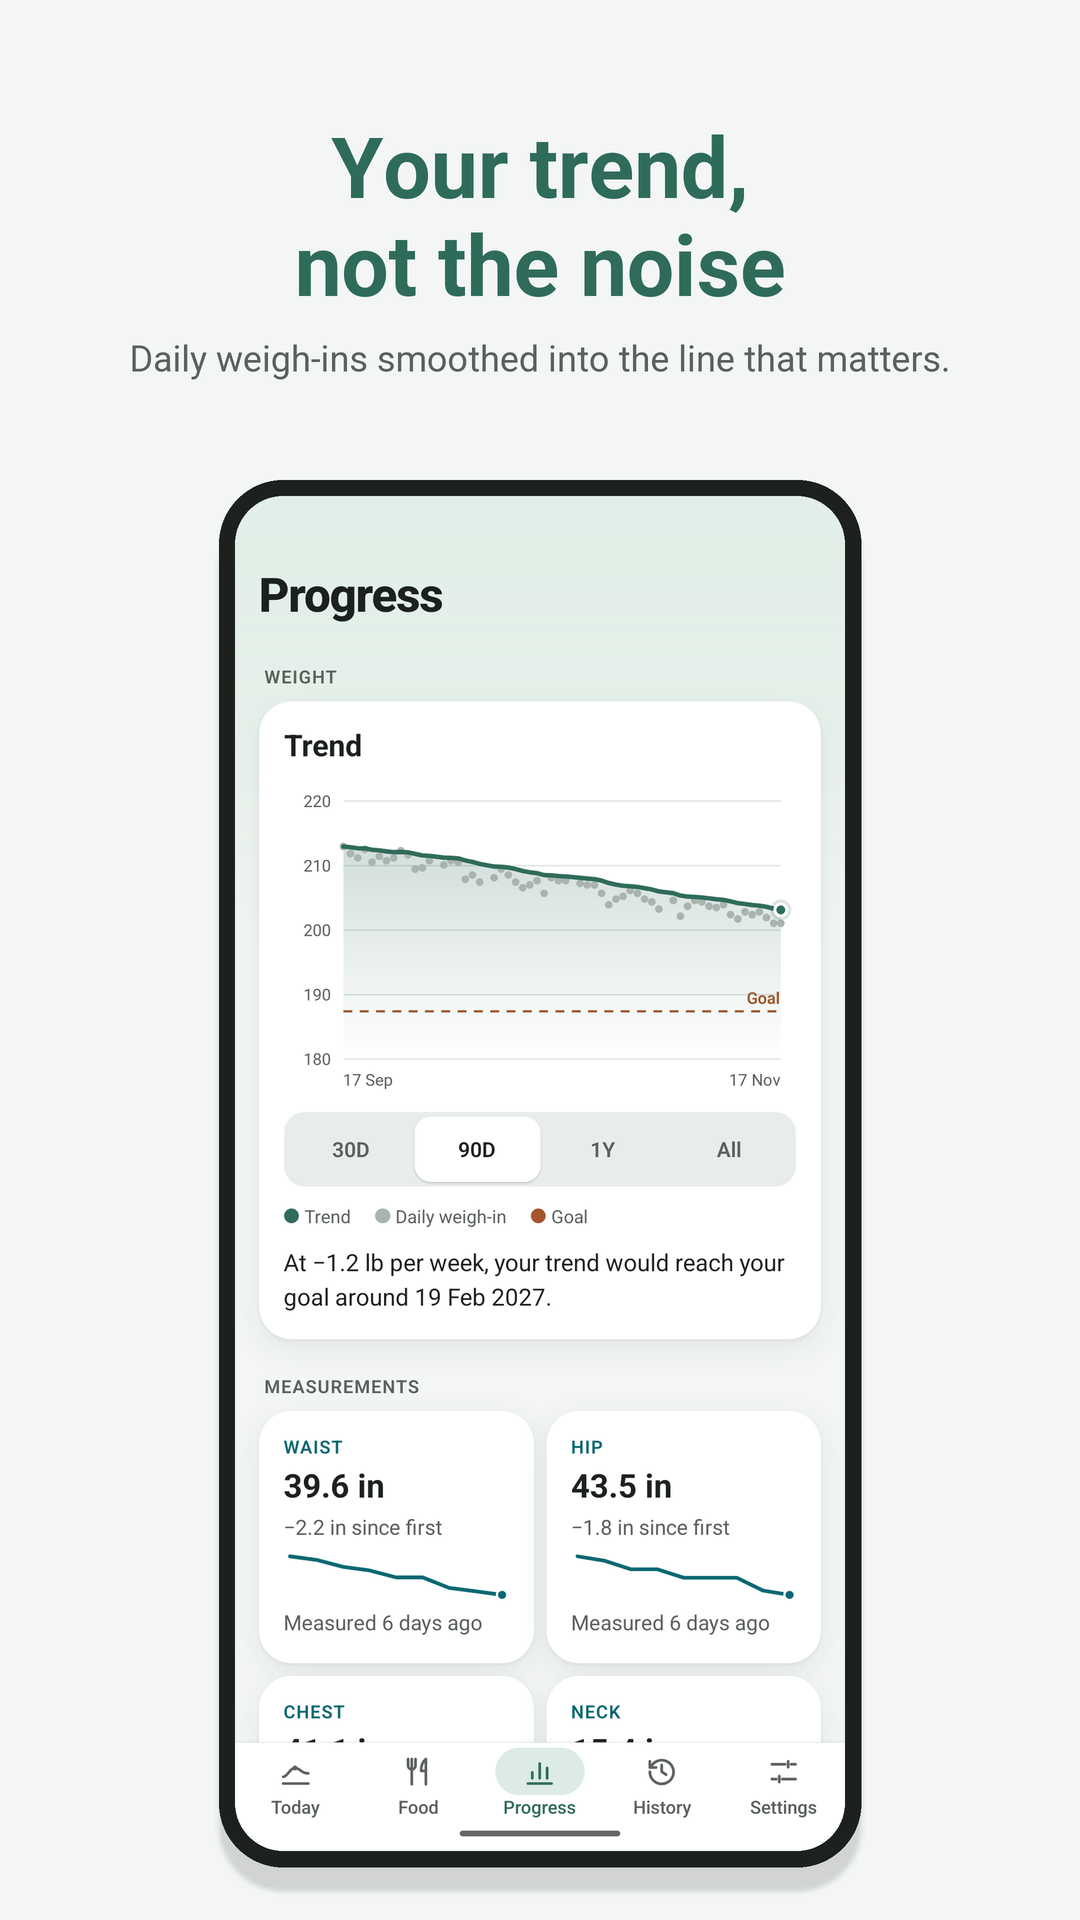 Your trend,
not the noise
Daily weigh-ins smoothed into the line that matters.
Progress
WEIGHT
Trend
220
210
200
190
Goal
180
17 Sep 17 Nov
30D 90D 1Y All
Trend Daily weigh-in Goal
At −1.2 lb per week, your trend would reach your
goal around 19 Feb 2027.
MEASUREMENTS
WAIST
39.6 in
−2.2 in since first
Measured 6 days ago
HIP
43.5 in
−1.8 in since first
Measured 6 days ago
CHEST
NECK
Today Food Progress History Settings